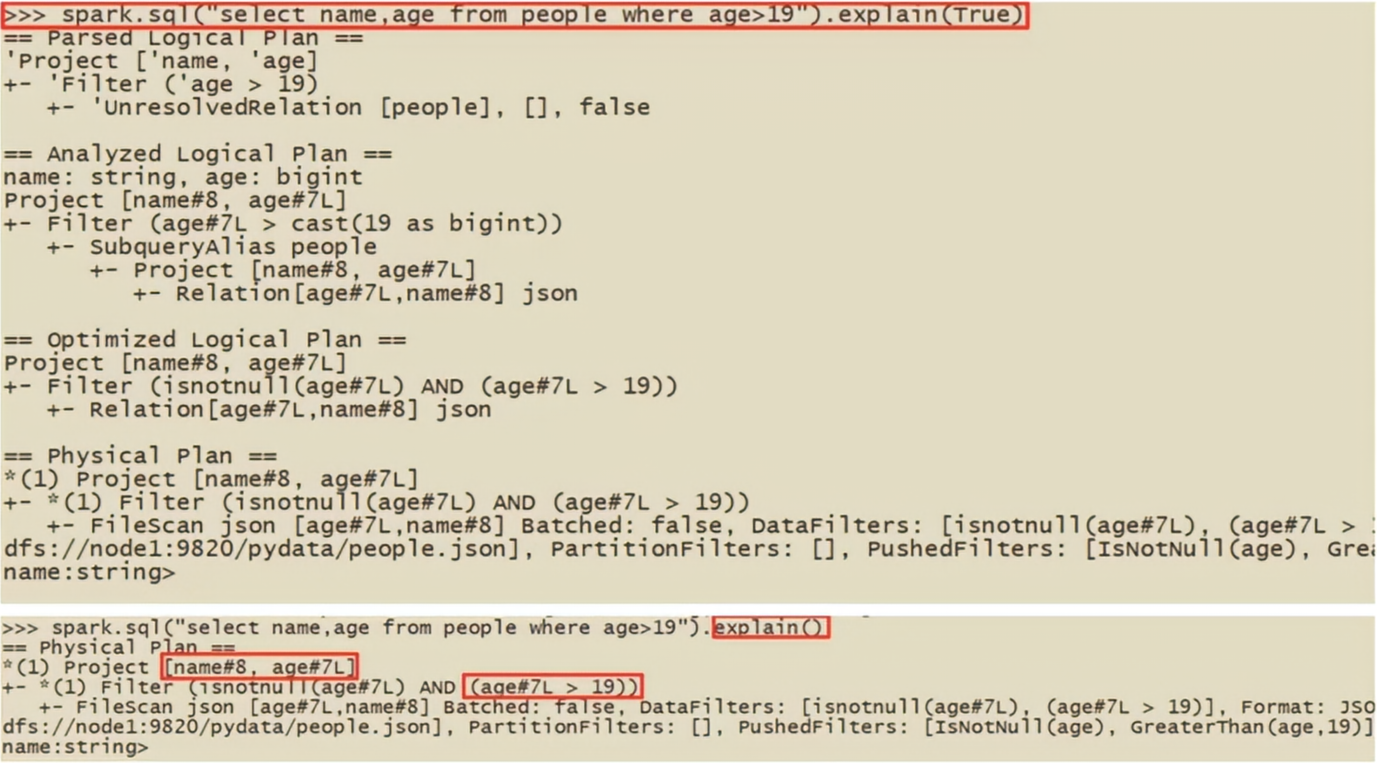 >>> spark.sql("select name,age from people where age>19").explain(True)
== Parsed Logical Plan ==
'Project ['name, 'age]
+- 'Filter ('age > 19)
   +- 'UnresolvedRelation [people], [], false

== Analyzed Logical Plan ==
name: string, age: bigint
Project [name#8, age#7L]
+- Filter (age#7L > cast(19 as bigint))
   +- SubqueryAlias people
      +- Project [name#8, age#7L]
         +- Relation[age#7L,name#8] json

== Optimized Logical Plan ==
Project [name#8, age#7L]
+- Filter (isnotnull(age#7L) AND (age#7L > 19))
   +- Relation[age#7L,name#8] json

== Physical Plan ==
*(1) Project [name#8, age#7L]
+- *(1) Filter (isnotnull(age#7L) AND (age#7L > 19))
   +- FileScan json [age#7L,name#8] Batched: false, DataFilters: [isnotnull(age#7L), (age#7L >
dfs://node1:9820/pydata/people.json], PartitionFilters: [], PushedFilters: [IsNotNull(age),
name:string>
>>> spark.sql("select name,age from people where age>19").explain()
== Physical Plan ==
*(1) Project [name#8, age#7L]
+- *(1) Filter (isnotnull(age#7L) AND (age#7L > 19))
   +- FileScan json [age#7L,name#8] Batched: false, DataFilters: [isnotnull(age#7L), (age#7L > 19)], Format: JSO
dfs://node1:9820/pydata/people.json], PartitionFilters: [], PushedFilters: [IsNotNull(age), GreaterThan(age,19)]
name:string>